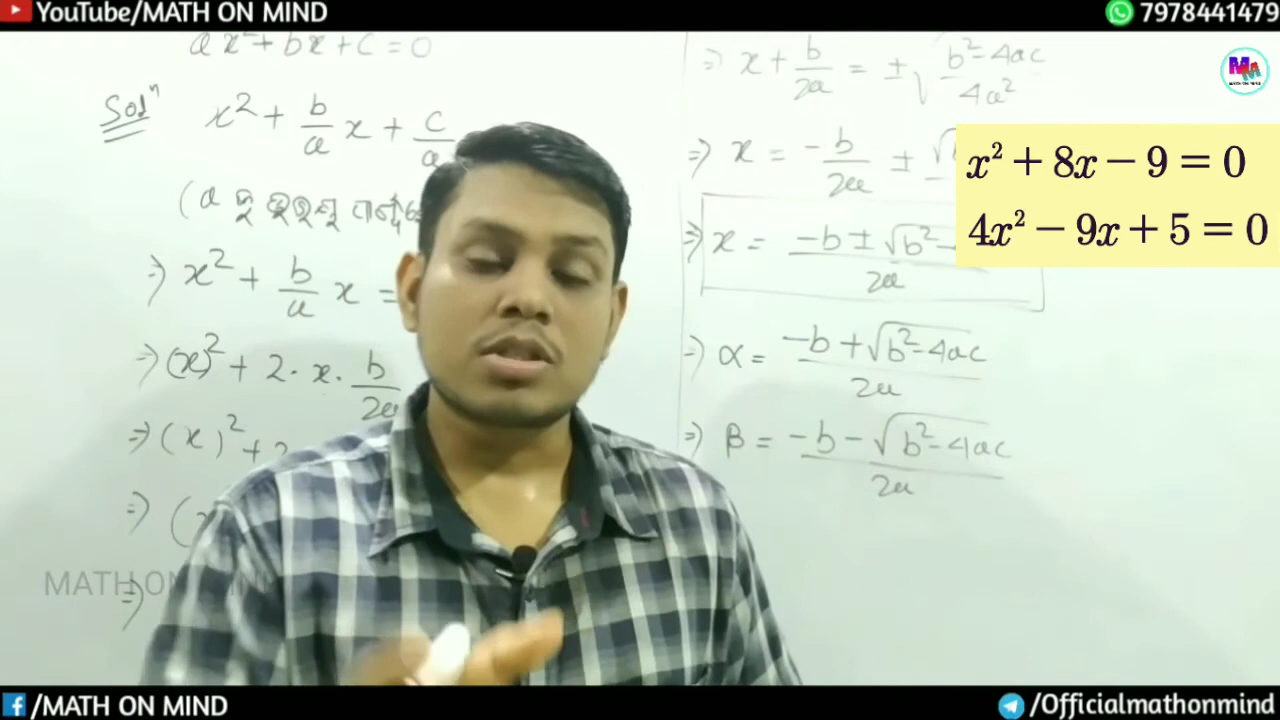 YouTube/MATH ON MIND
7978441479
ax²+bx+c=0
Solⁿ x²+ b/a x + c/a
(a
⇒ x² + b/a x =
⇒ (x)² + 2·x· b/2a
⇒ (x)² + 2
⇒ (x
⇒
⇒ x + b/2a = ± √ b²-4ac / 4a²
⇒ x = -b/2a ± √
⇒ x = -b ± √b²- / 2a
⇒ α = -b + √b²-4ac / 2a
⇒ β = -b - √b²-4ac / 2a
MATH ON MIND
x² + 8x − 9 = 0
4x² − 9x + 5 = 0
MATH ON
/MATH ON MIND
/Officialmathonmind